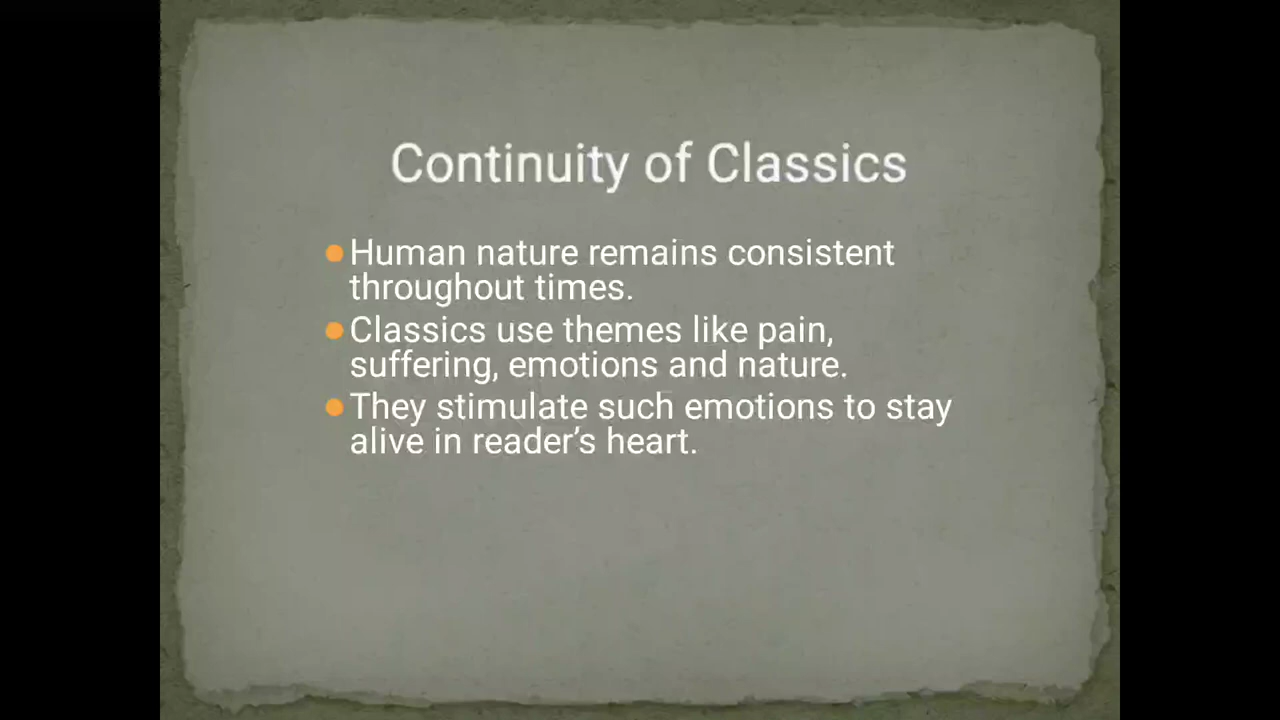 Continuity of Classics
Human nature remains consistent
throughout times.
Classics use themes like pain,
suffering, emotions and nature.
They stimulate such emotions to stay
alive in reader’s heart.